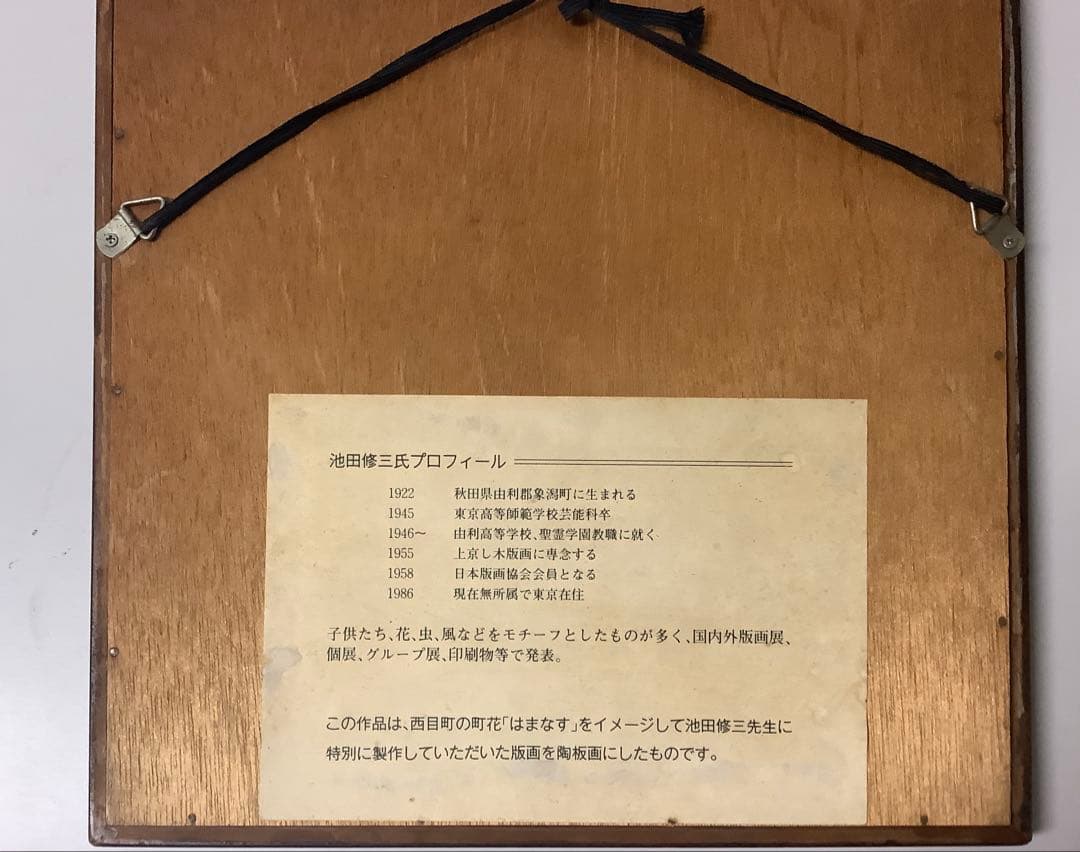 池田修三氏プロフィール
1922 秋田県由利郡象潟町に生まれる
1945 東京高等師範学校芸能科卒
1946～ 由利高等学校、聖霊学園教職に就く
1955 上京し木版画に専念する
1958 日本版画協会会員となる
1986 現在無所属で東京在住
子供たち、花、虫、風などをモチーフとしたものが多く、国内外版画展、
個展、グループ展、印刷物等で発表。
この作品は、西目町の町花「はまなす」をイメージして池田修三先生に
特別に製作していただいた版画を陶板画にしたものです。